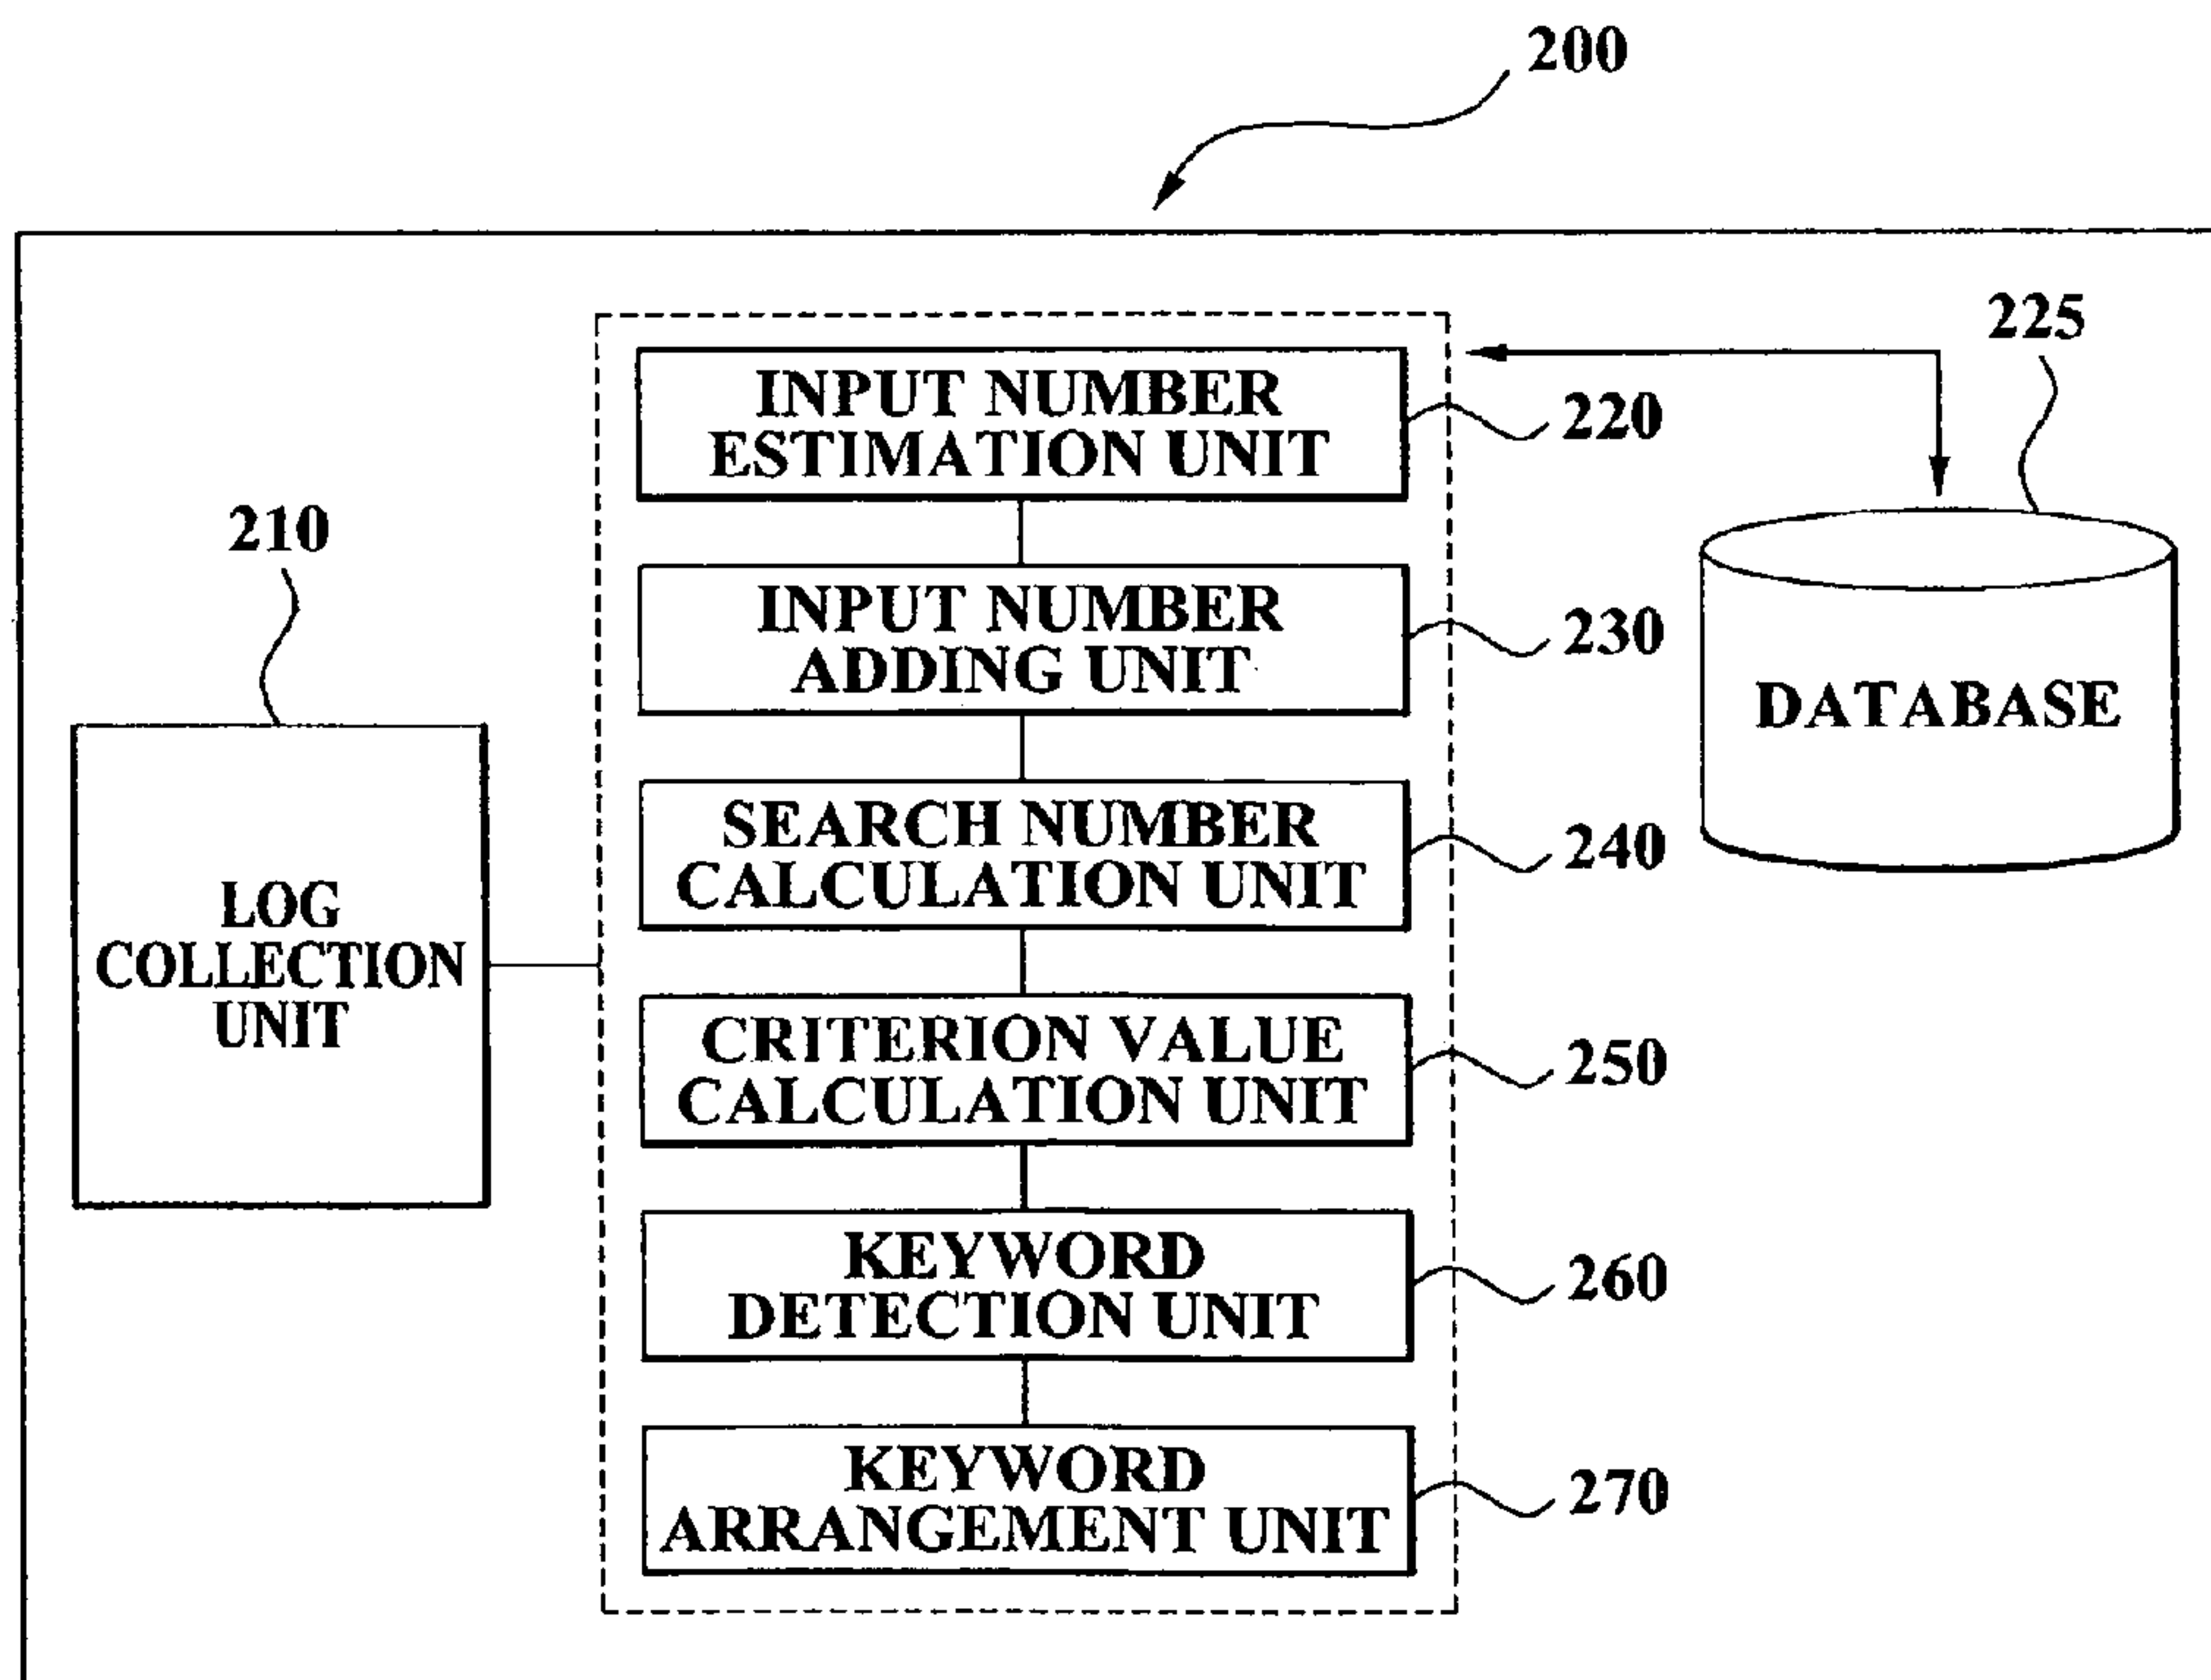 200
225
INPUT NUMBER
ESTIMATION UNIT
220
210
INPUT NUMBER
ADDING UNIT
230
DATABASE
SEARCH NUMBER
CALCULATION UNIT
240
LOG
COLLECTION
UNIT
CRITERION VALUE
CALCULATION UNIT
250
KEYWORD
DETECTION UNIT
260
KEYWORD
ARRANGEMENT UNIT
270